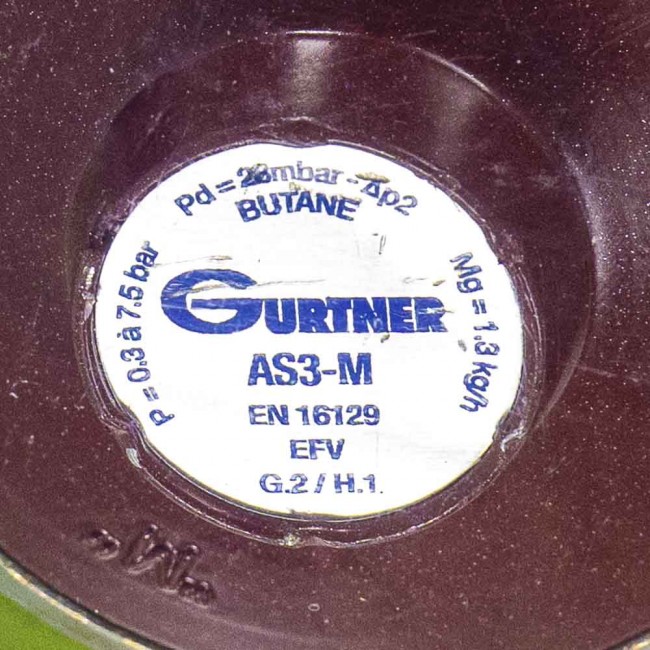 Pd = 28mbar - Δp2
BUTANE
P = 0.3 à 7.5 bar
Mg = 1.3 kg/h
GURTNER
AS3-M
EN 16129
EFV
G.2 / H.1.
"M"